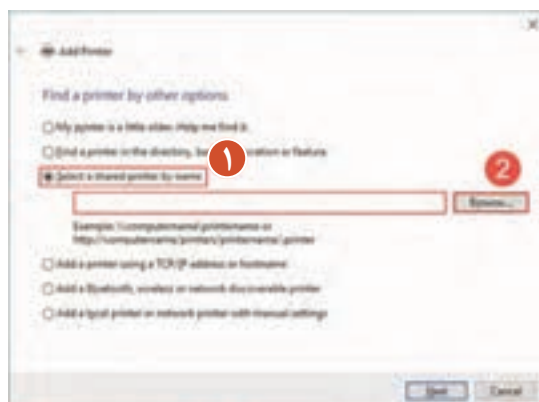 Add Printer
Find a printer by other options
My printer is a little older. Help me find it.
Find a printer in the directory, based location or feature
۱
Select a shared printer by name
2
Browse...
Example: \\computername\printername or
http://computername/printers/printername/.printer
Add a printer using a TCP/IP address or hostname
Add a Bluetooth, wireless or network discoverable printer
Add a local printer or network printer with manual settings
Next
Cancel